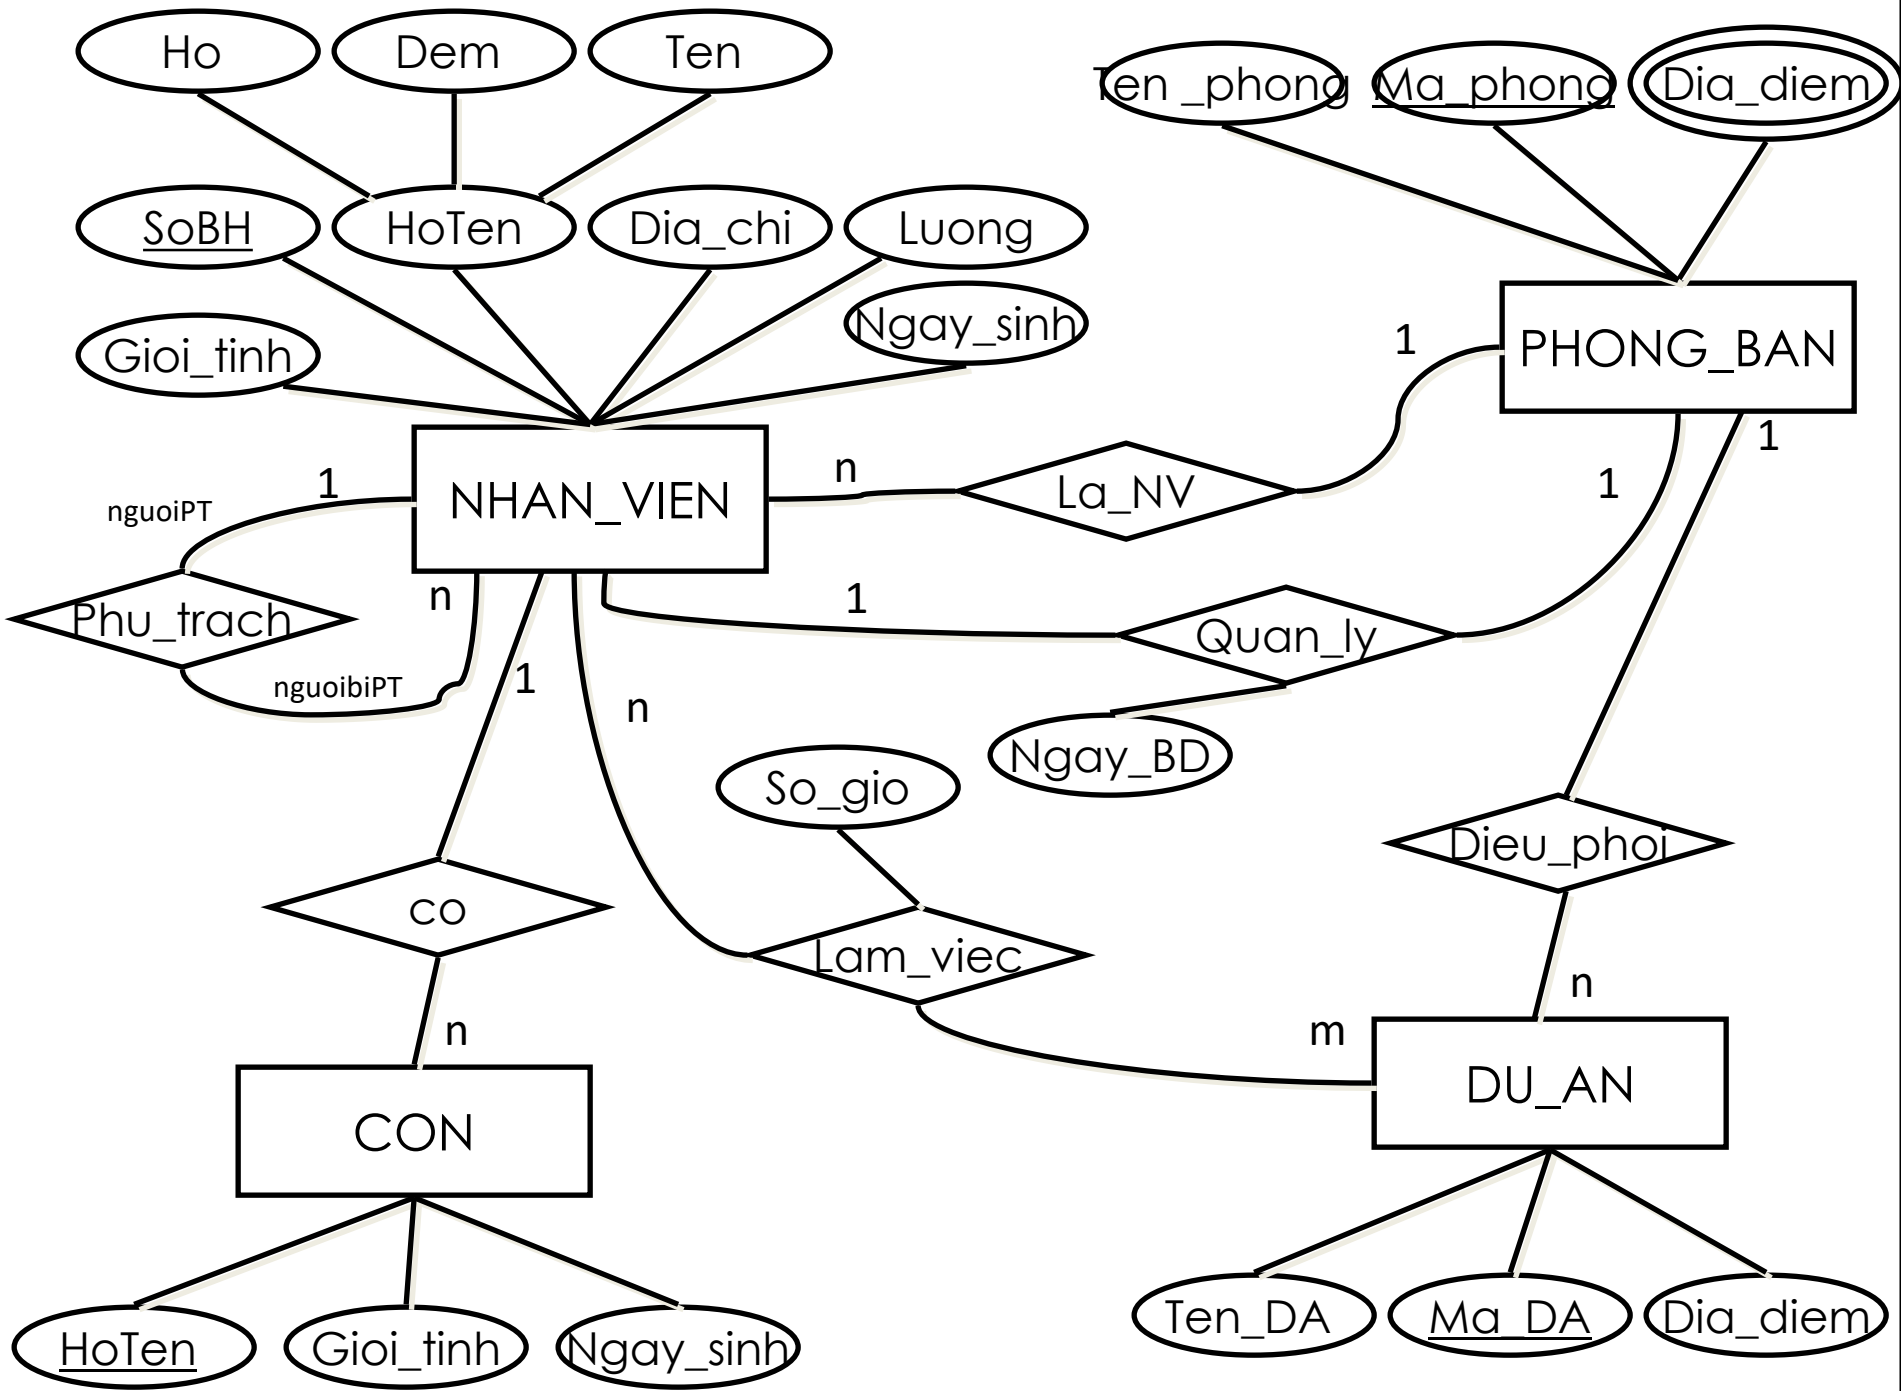 Ho
Dem
Ten
Ten _phong
Ma_phong
Dia_diem
SoBH
HoTen
Dia_chi
Luong
Gioi_tinh
Ngay_sinh
PHONG_BAN
1
NHAN_VIEN
n
La_NV
1
1
1
nguoiPT
Phu_trach
n
nguoibiPT
1
Quan_ly
1
n
Ngay_BD
So_gio
Dieu_phoi
co
Lam_viec
n
n
m
DU_AN
CON
HoTen
Gioi_tinh
Ngay_sinh
Ten_DA
Ma_DA
Dia_diem